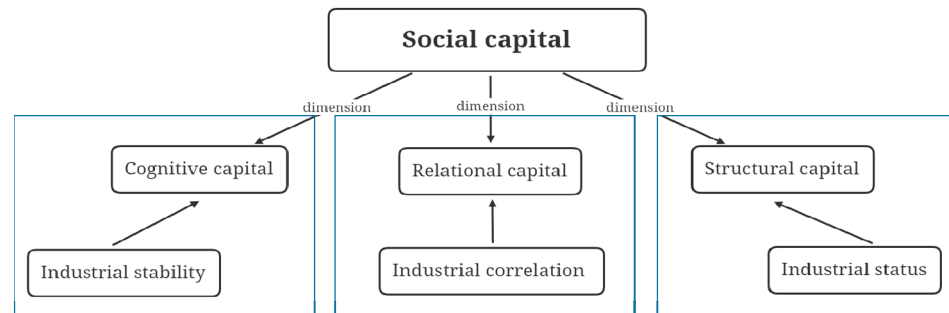 Social capital
dimension
dimension
dimension
Cognitive capital
Relational capital
Structural capital
Industrial stability
Industrial correlation
Industrial status